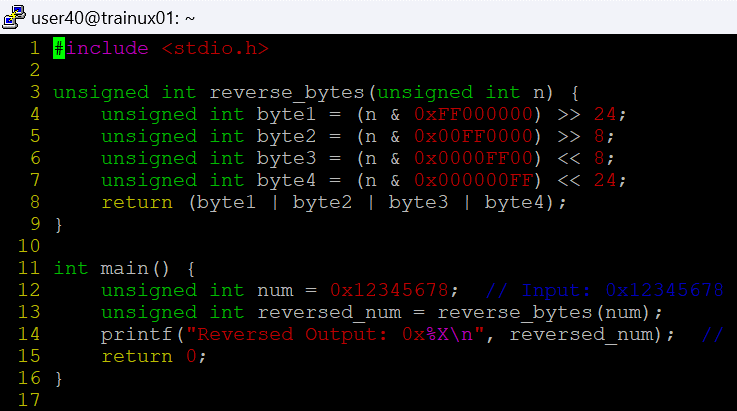 user40@trainux01: ~
1 #include <stdio.h>
2
3 unsigned int reverse_bytes(unsigned int n) {
4     unsigned int byte1 = (n & 0xFF000000) >> 24;
5     unsigned int byte2 = (n & 0x00FF0000) >> 8;
6     unsigned int byte3 = (n & 0x0000FF00) << 8;
7     unsigned int byte4 = (n & 0x000000FF) << 24;
8     return (byte1 | byte2 | byte3 | byte4);
9 }
10
11 int main() {
12     unsigned int num = 0x12345678;  // Input: 0x12345678
13     unsigned int reversed_num = reverse_bytes(num);
14     printf("Reversed Output: 0x%X\n", reversed_num);  //
15     return 0;
16 }
17